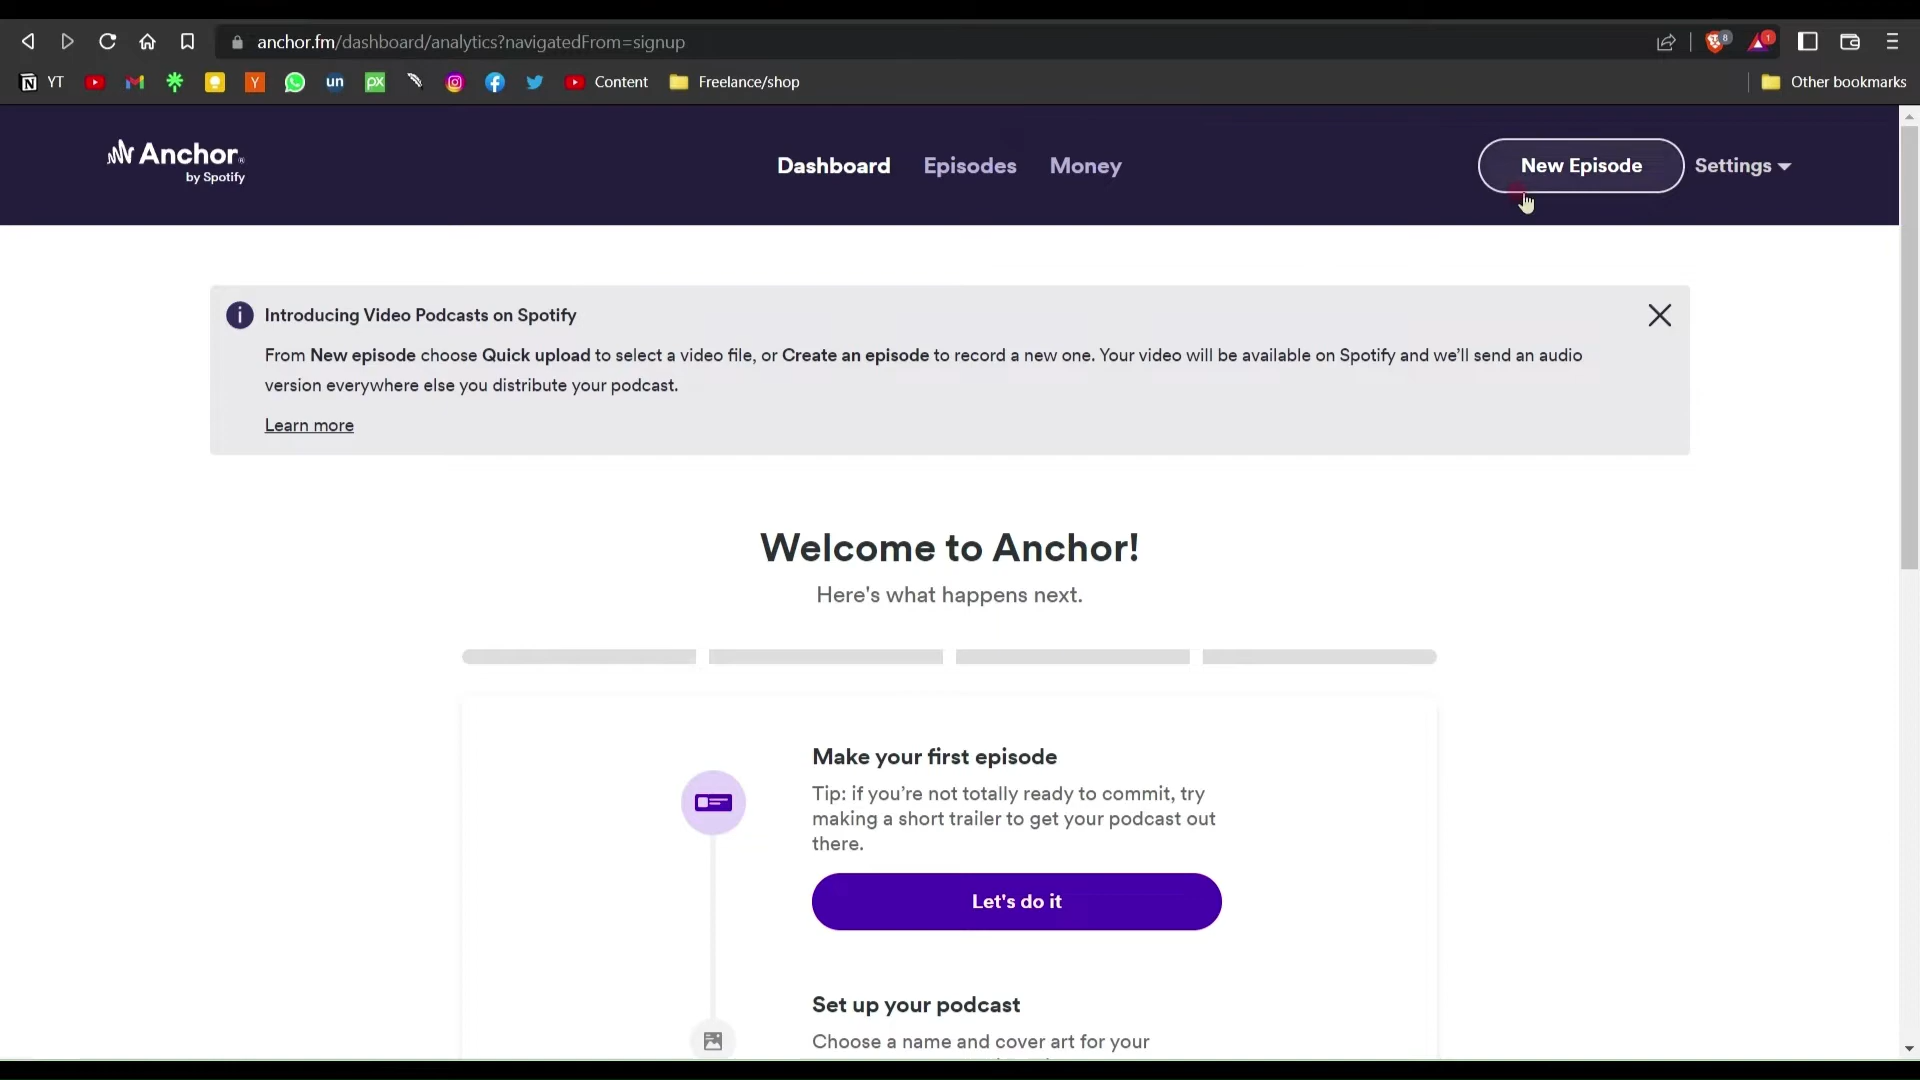 anchor.fm/dashboard/analytics?navigatedFrom=signup
8
1
YT
Y
un
px
Content
Freelance/shop
Other bookmarks
Anchor®
by Spotify
Dashboard
Episodes
Money
New Episode
Settings
Introducing Video Podcasts on Spotify
From New episode choose Quick upload to select a video file, or Create an episode to record a new one. Your video will be available on Spotify and we’ll send an audio
version everywhere else you distribute your podcast.
Learn more
Welcome to Anchor!
Here's what happens next.
Make your first episode
Tip: if you’re not totally ready to commit, try
making a short trailer to get your podcast out
there.
Let's do it
Set up your podcast
Choose a name and cover art for your